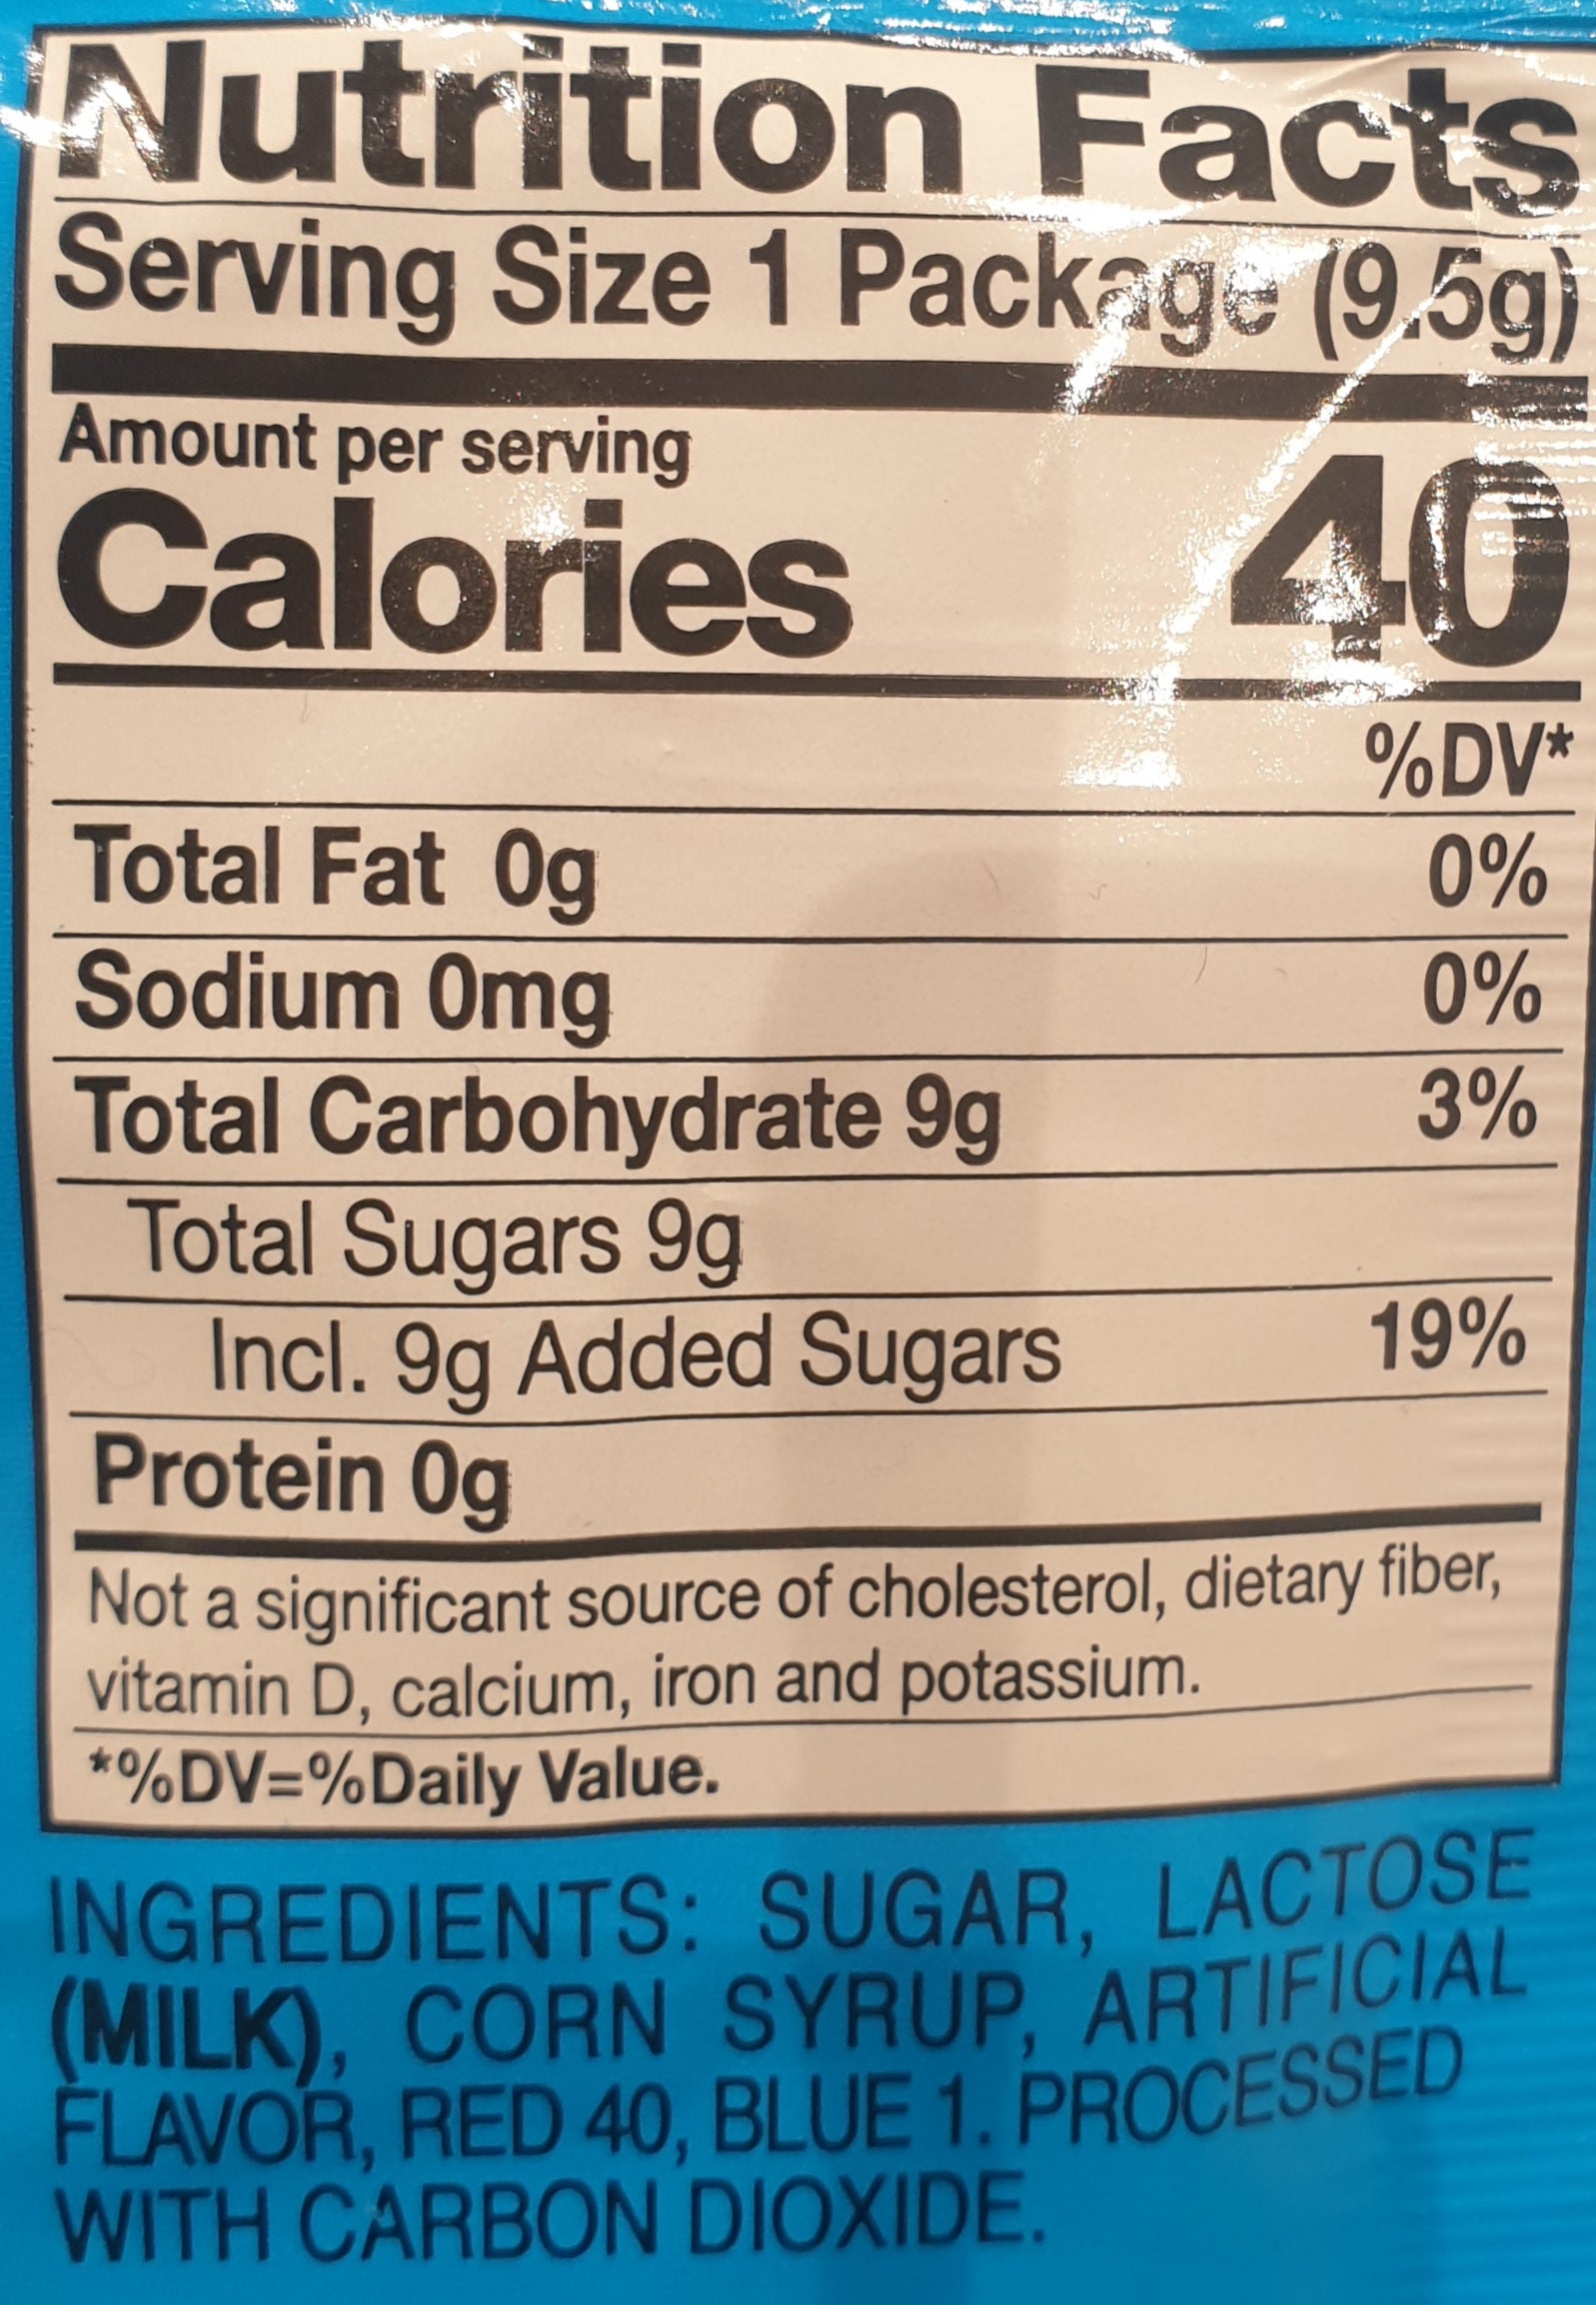 Nutrition Facts
Serving Size 1 Package (9.5g)
Amount per serving
Calories 40
%DV*
Total Fat 0g 0%
Sodium 0mg 0%
Total Carbohydrate 9g 3%
Total Sugars 9g
Incl. 9g Added Sugars 19%
Protein 0g
Not a significant source of cholesterol, dietary fiber,
vitamin D, calcium, iron and potassium.
*%DV=%Daily Value.
INGREDIENTS: SUGAR, LACTOSE
(MILK), CORN SYRUP, ARTIFICIAL
FLAVOR, RED 40, BLUE 1. PROCESSED
WITH CARBON DIOXIDE.